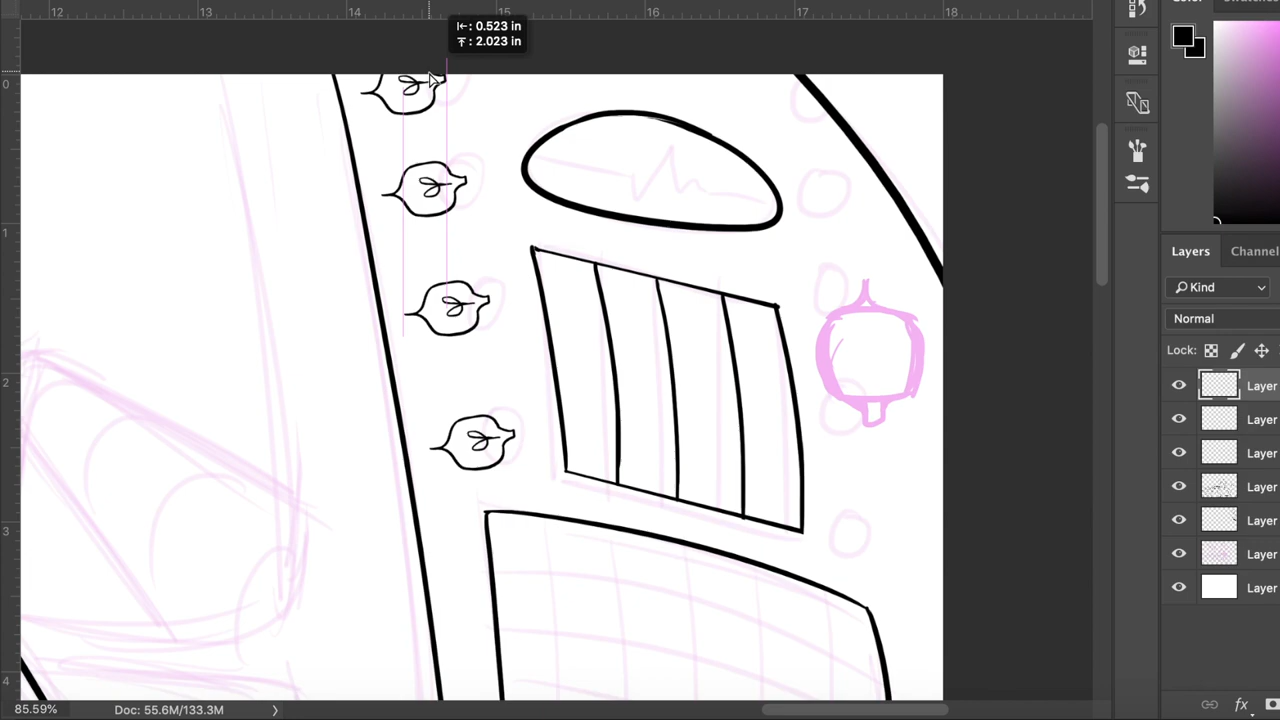 12 13 14 15 16 17 18
: 0.523 in
: 2.023 in
0
1
2
3
4
Layers Channel
Kind
Normal
Lock:
Layer
Layer
Layer
Layer
Layer
Layer
Layer
fx
85.59% Doc: 55.6M/133.3M